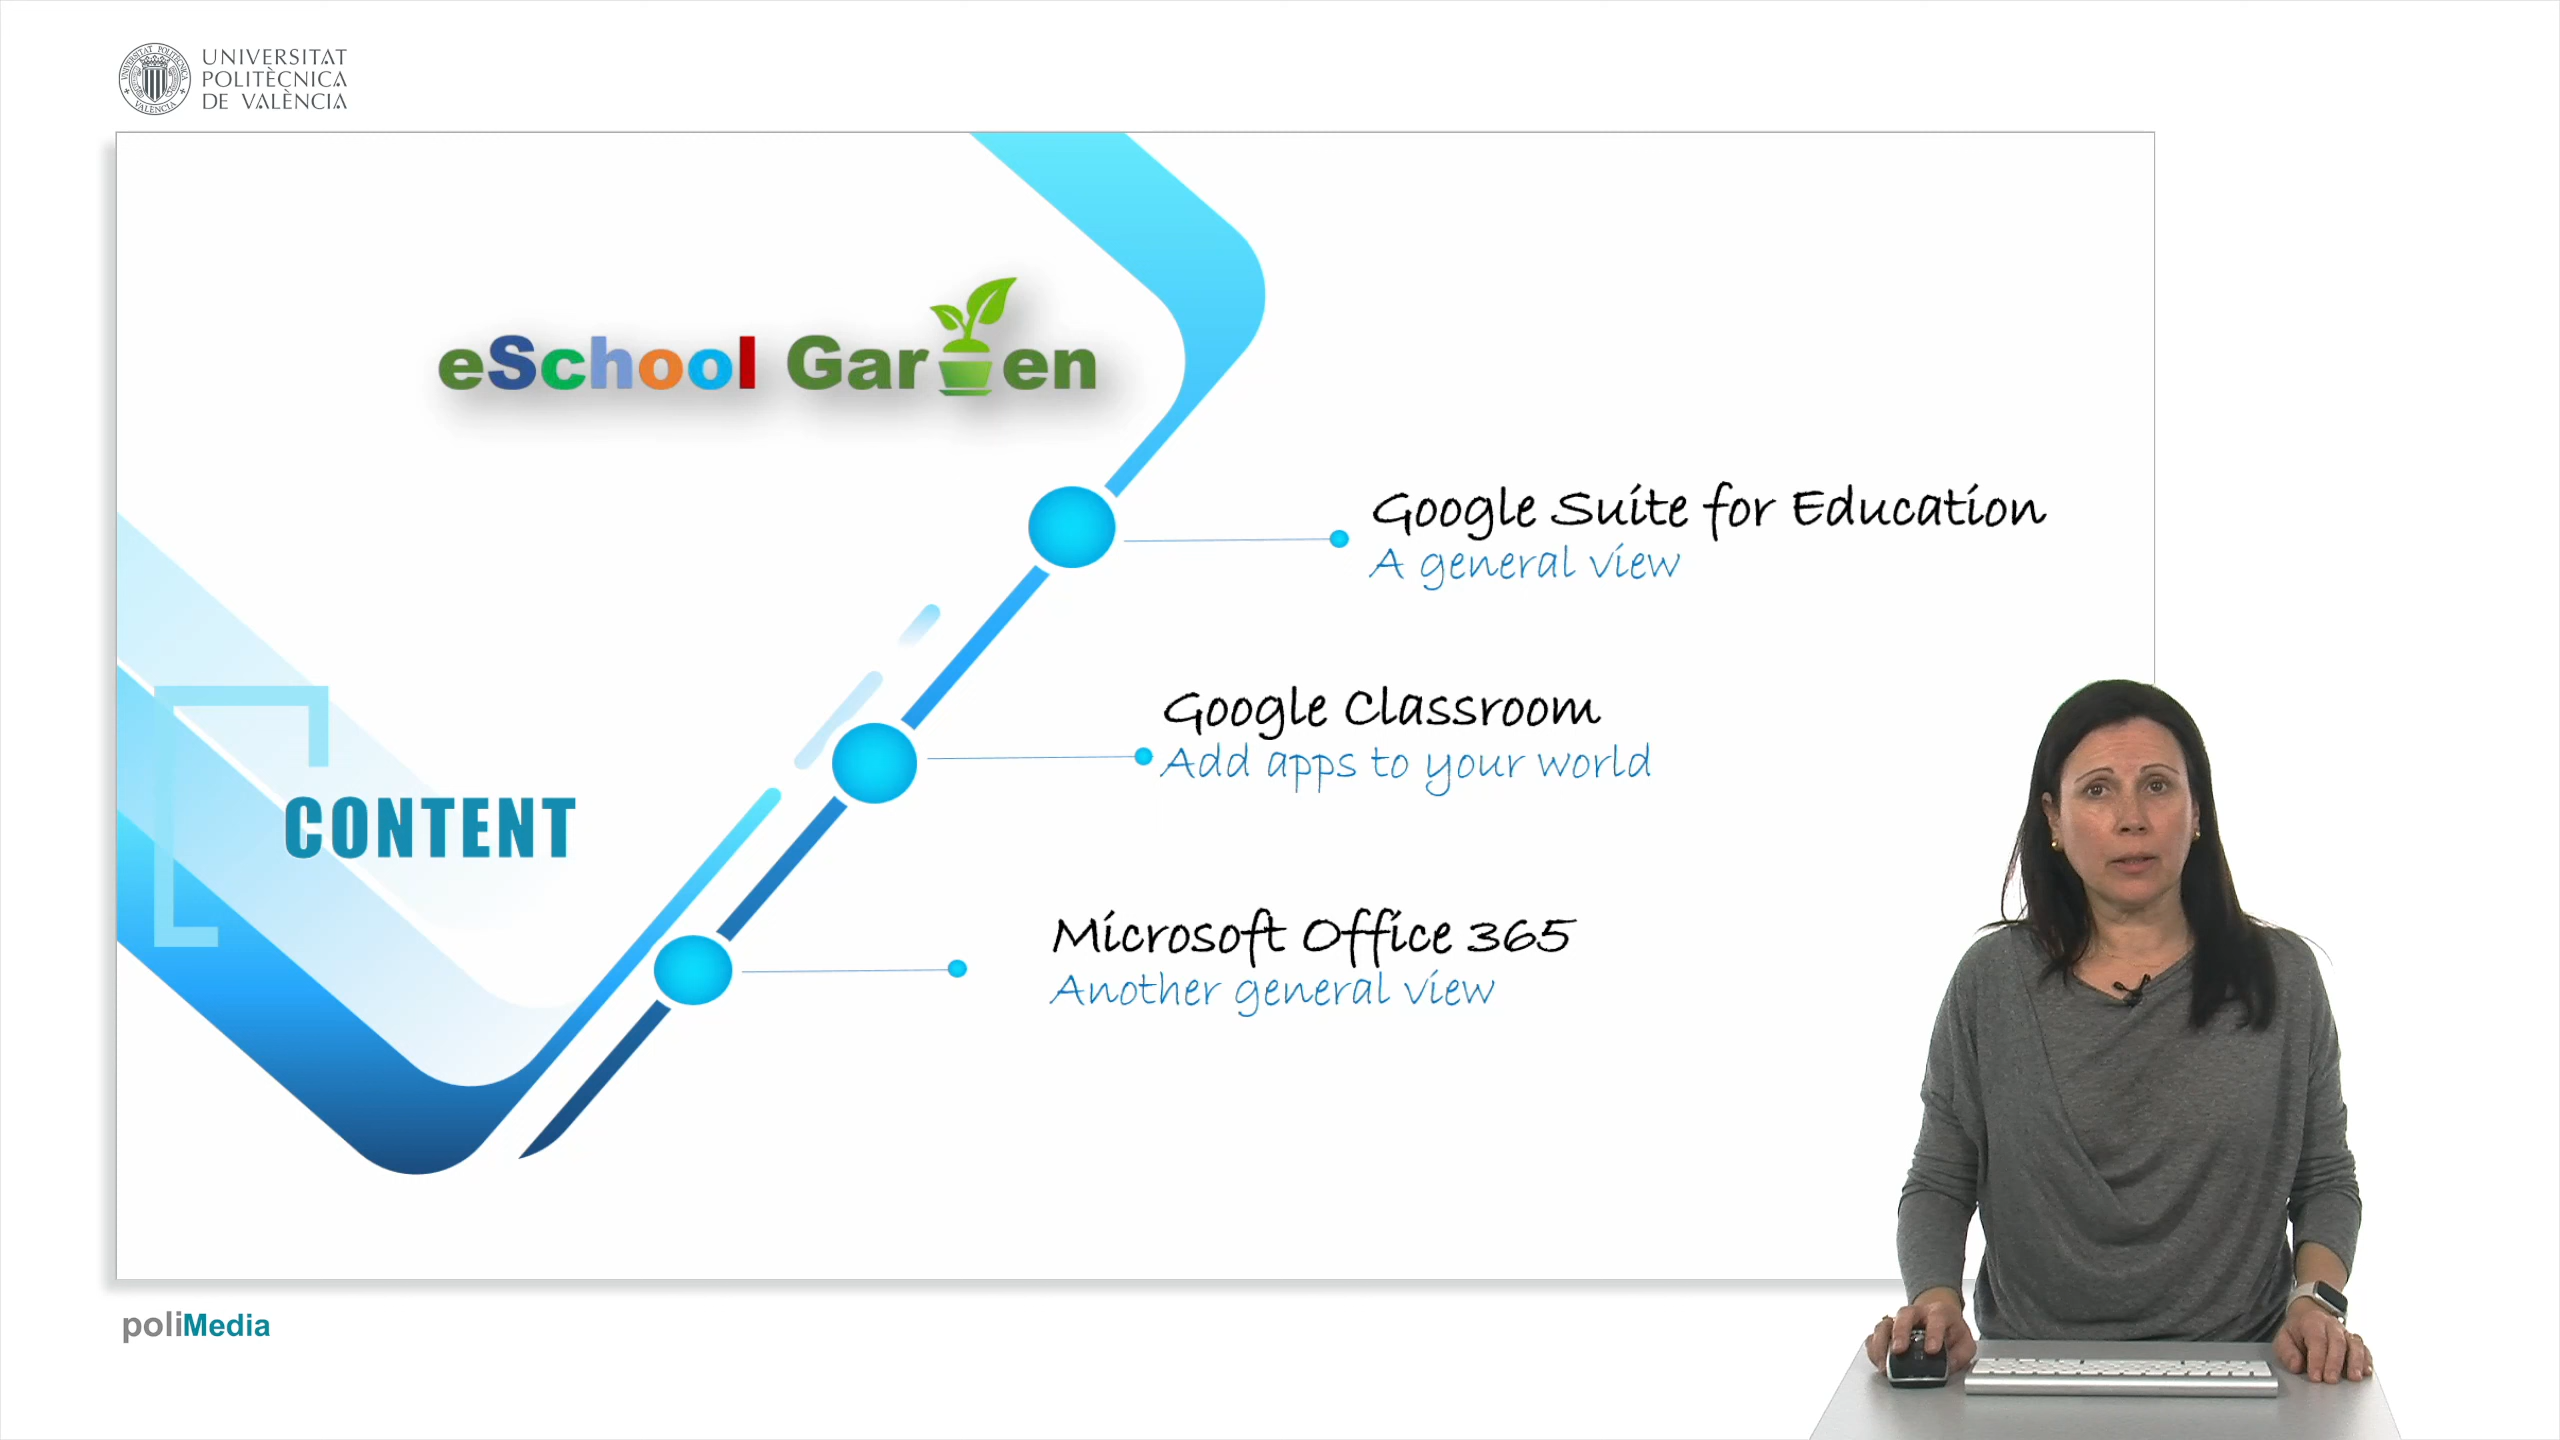 UNIVERSITAT
POLITÈCNICA
DE VALÈNCIA
eSchool Garden
Google Suite for Education
A general view
Google Classroom
Add apps to your world
CONTENT
Microsoft Office 365
Another general view
poliMedia